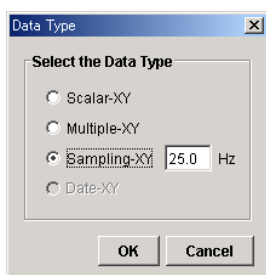 Data Type
Select the Data Type
Scalar-XY
Multiple-XY
Sampling-XY 25.0 Hz
Date-XY
OK Cancel